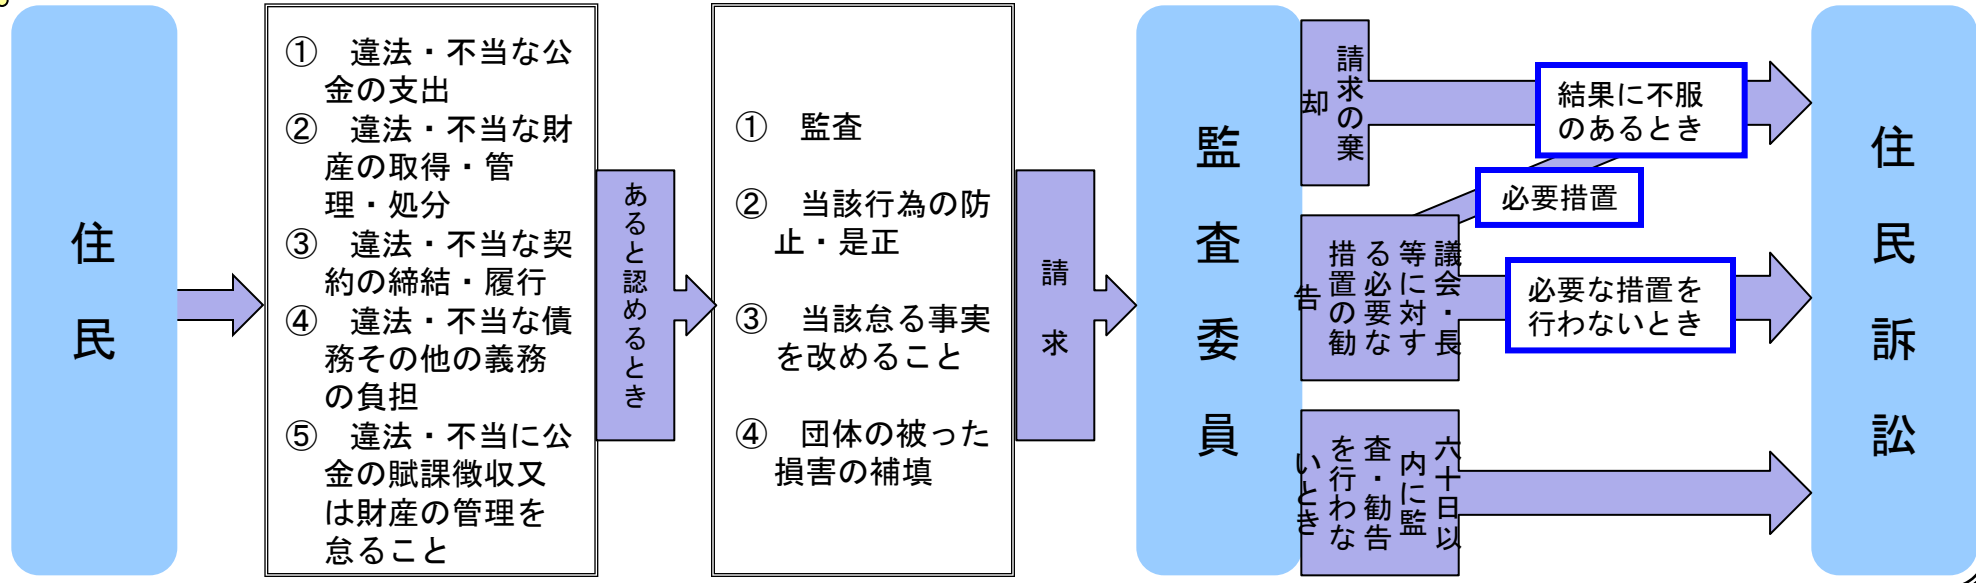 住民
① 違法・不当な公
金の支出
② 違法・不当な財
産の取得・管
理・処分
③ 違法・不当な契
約の締結・履行
④ 違法・不当な債
務その他の義務
の負担
⑤ 違法・不当に公
金の賦課徴収又
は財産の管理を
怠ること
あると認めるとき
① 監査
② 当該行為の防
止・是正
③ 当該怠る事実
を改めること
④ 団体の被った
損害の補填
請求
監査委員
請求の棄
却
結果に不服
のあるとき
必要措置
議会・長
等に対す
る必要な
措置の勧
告
必要な措置を
行わないとき
六十日以
内に監
査・勧告
を行わな
いとき
住民訴訟